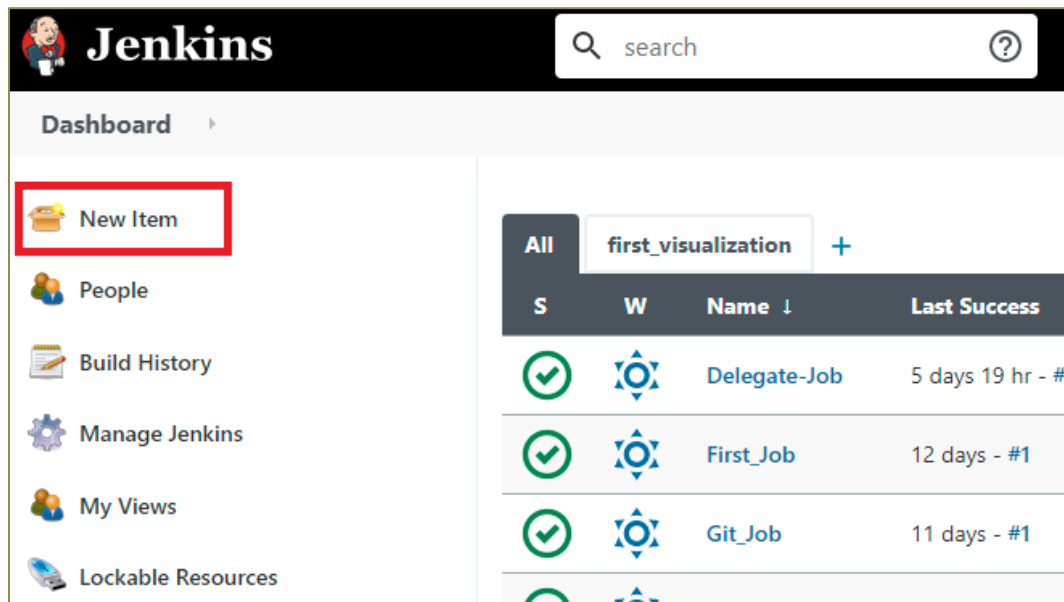 Jenkins
search
Dashboard
New Item
People
Build History
Manage Jenkins
My Views
Lockable Resources
All first_visualization +
S W Name ↓ Last Success
Delegate-Job 5 days 19 hr - #
First_Job 12 days - #1
Git_Job 11 days - #1